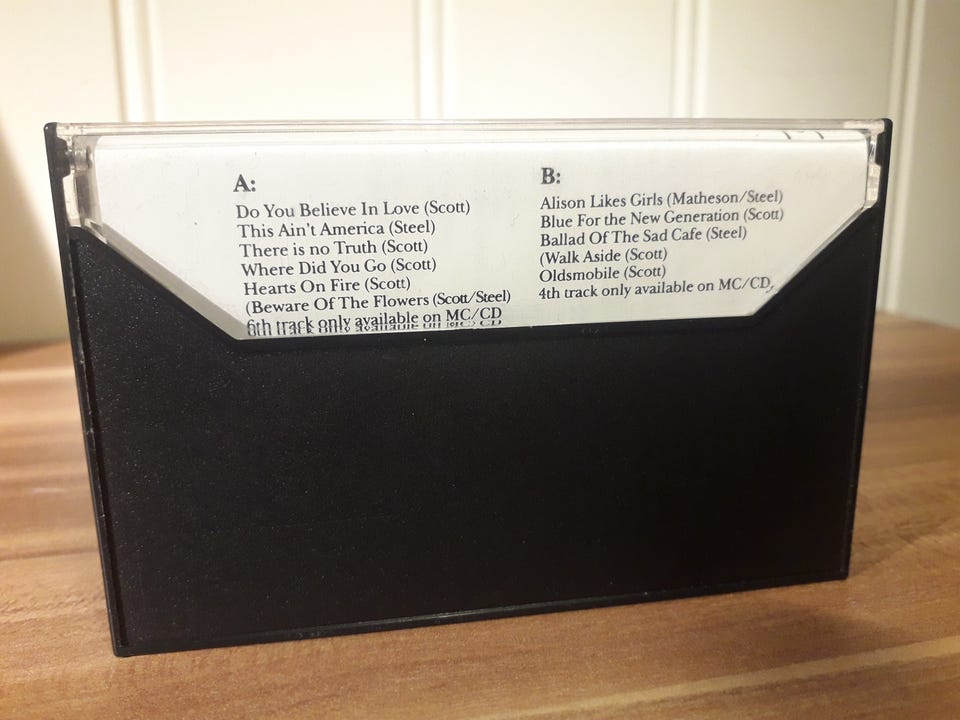 A:
Do You Believe In Love (Scott)
This Ain't America (Steel)
There is no Truth (Scott)
Where Did You Go (Scott)
Hearts On Fire (Scott)
(Beware Of The Flowers (Scott/Steel)
6th track only available on MC/CD
B:
Alison Likes Girls (Matheson/Steel)
Blue For the New Generation (Scott)
Ballad Of The Sad Cafe (Steel)
(Walk Aside (Scott)
Oldsmobile (Scott)
4th track only available on MC/CD,